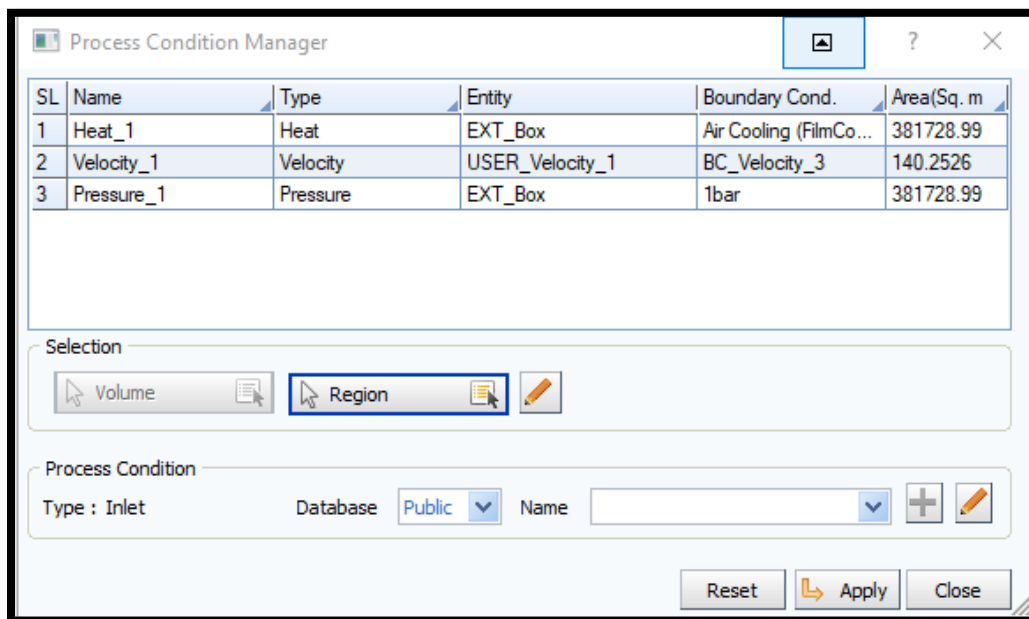 Process Condition Manager ?
SL Name Type Entity Boundary Cond. Area(Sq. m
1 Heat_1 Heat EXT_Box Air Cooling (FilmCo... 381728.99
2 Velocity_1 Velocity USER_Velocity_1 BC_Velocity_3 140.2526
3 Pressure_1 Pressure EXT_Box 1bar 381728.99
Selection
Volume Region
Process Condition
Type : Inlet Database Public Name
Reset Apply Close